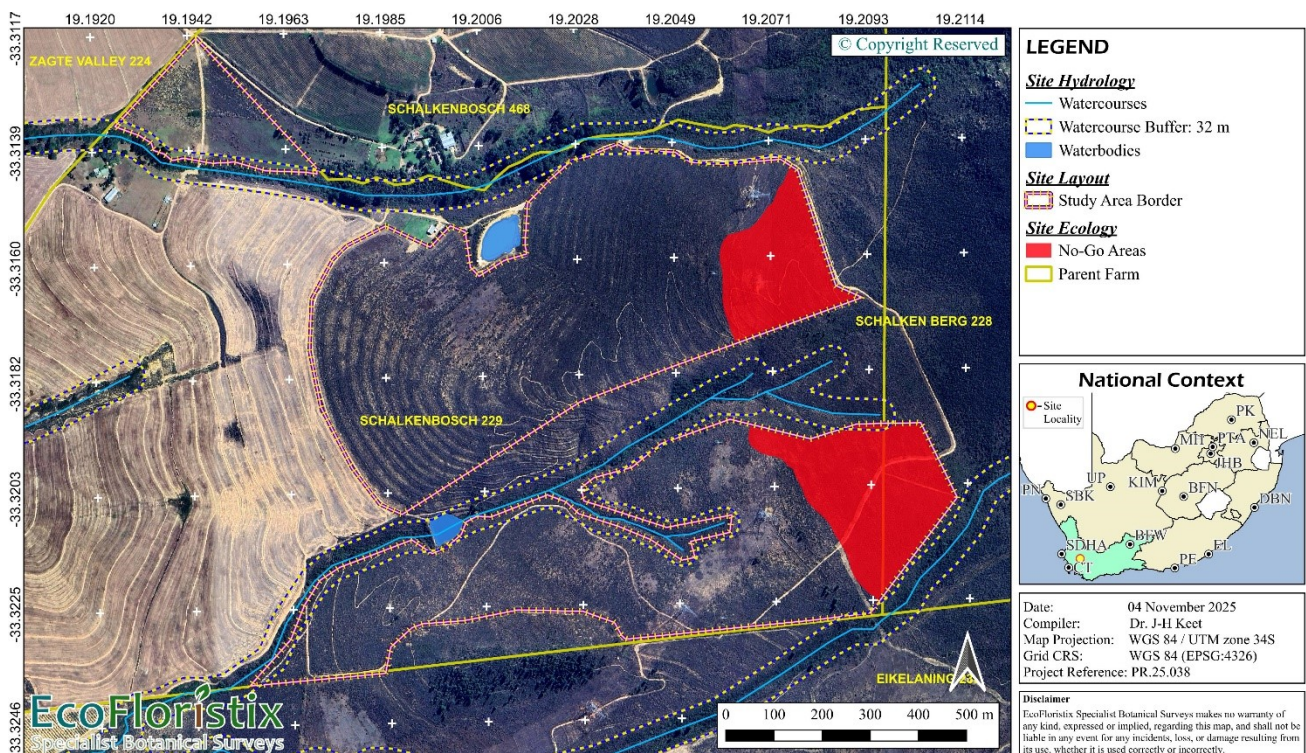 19.1920 19.1942 19.1963 19.1985 19.2006 19.2028 19.2049 19.2071 19.2093 19.2114
-33.3117
-33.3139
-33.3160
-33.3182
-33.3203
-33.3225
-33.3246
© Copyright Reserved
ZAGTE VALLEY 224
SCHALKENBOSCH 468
SCHALKEN BERG 228
SCHALKENBOSCH 229
EIKELANING
0 100 200 300 400 500 m
EcoFloristix
Specialist Botanical Surveys
LEGEND
Site Hydrology
Watercourses
Watercourse Buffer: 32 m
Waterbodies
Site Layout
Study Area Border
Site Ecology
No-Go Areas
Parent Farm
National Context
Site
Locality
PK
MH PTA NEL
JHB
UP KIM BFN
PN SBK DBN
SDHA BFW EL
CT PE
Date: 04 November 2025
Compiler: Dr. J-H Keet
Map Projection: WGS 84 / UTM zone 34S
Grid CRS: WGS 84 (EPSG:4326)
Project Reference: PR.25.038
Disclaimer
EcoFloristix Specialist Botanical Surveys makes no warranty of
any kind, expressed or implied, regarding this map, and shall not be
liable in any event for any incidents, loss, or damage resulting from
its use, whether it is used correctly or incorrectly.